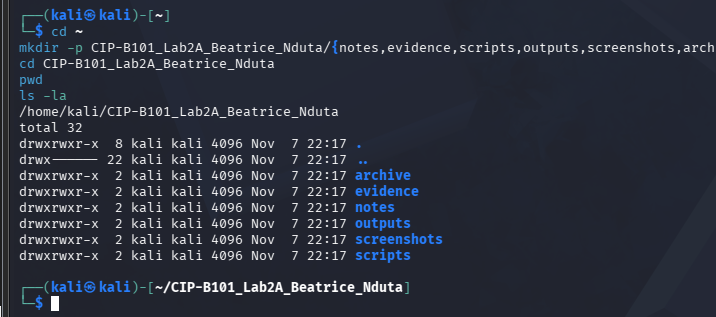 ┌──(kali㉿kali)-[~]
└─$ cd ~
mkdir -p CIP-B101_Lab2A_Beatrice_Nduta/{notes,evidence,scripts,outputs,screenshots,arch
cd CIP-B101_Lab2A_Beatrice_Nduta
pwd
ls -la
/home/kali/CIP-B101_Lab2A_Beatrice_Nduta
total 32
drwxrwxr-x  8 kali kali 4096 Nov  7 22:17 .
drwx------ 22 kali kali 4096 Nov  7 22:17 ..
drwxrwxr-x  2 kali kali 4096 Nov  7 22:17 archive
drwxrwxr-x  2 kali kali 4096 Nov  7 22:17 evidence
drwxrwxr-x  2 kali kali 4096 Nov  7 22:17 notes
drwxrwxr-x  2 kali kali 4096 Nov  7 22:17 outputs
drwxrwxr-x  2 kali kali 4096 Nov  7 22:17 screenshots
drwxrwxr-x  2 kali kali 4096 Nov  7 22:17 scripts
┌──(kali㉿kali)-[~/CIP-B101_Lab2A_Beatrice_Nduta]
└─$